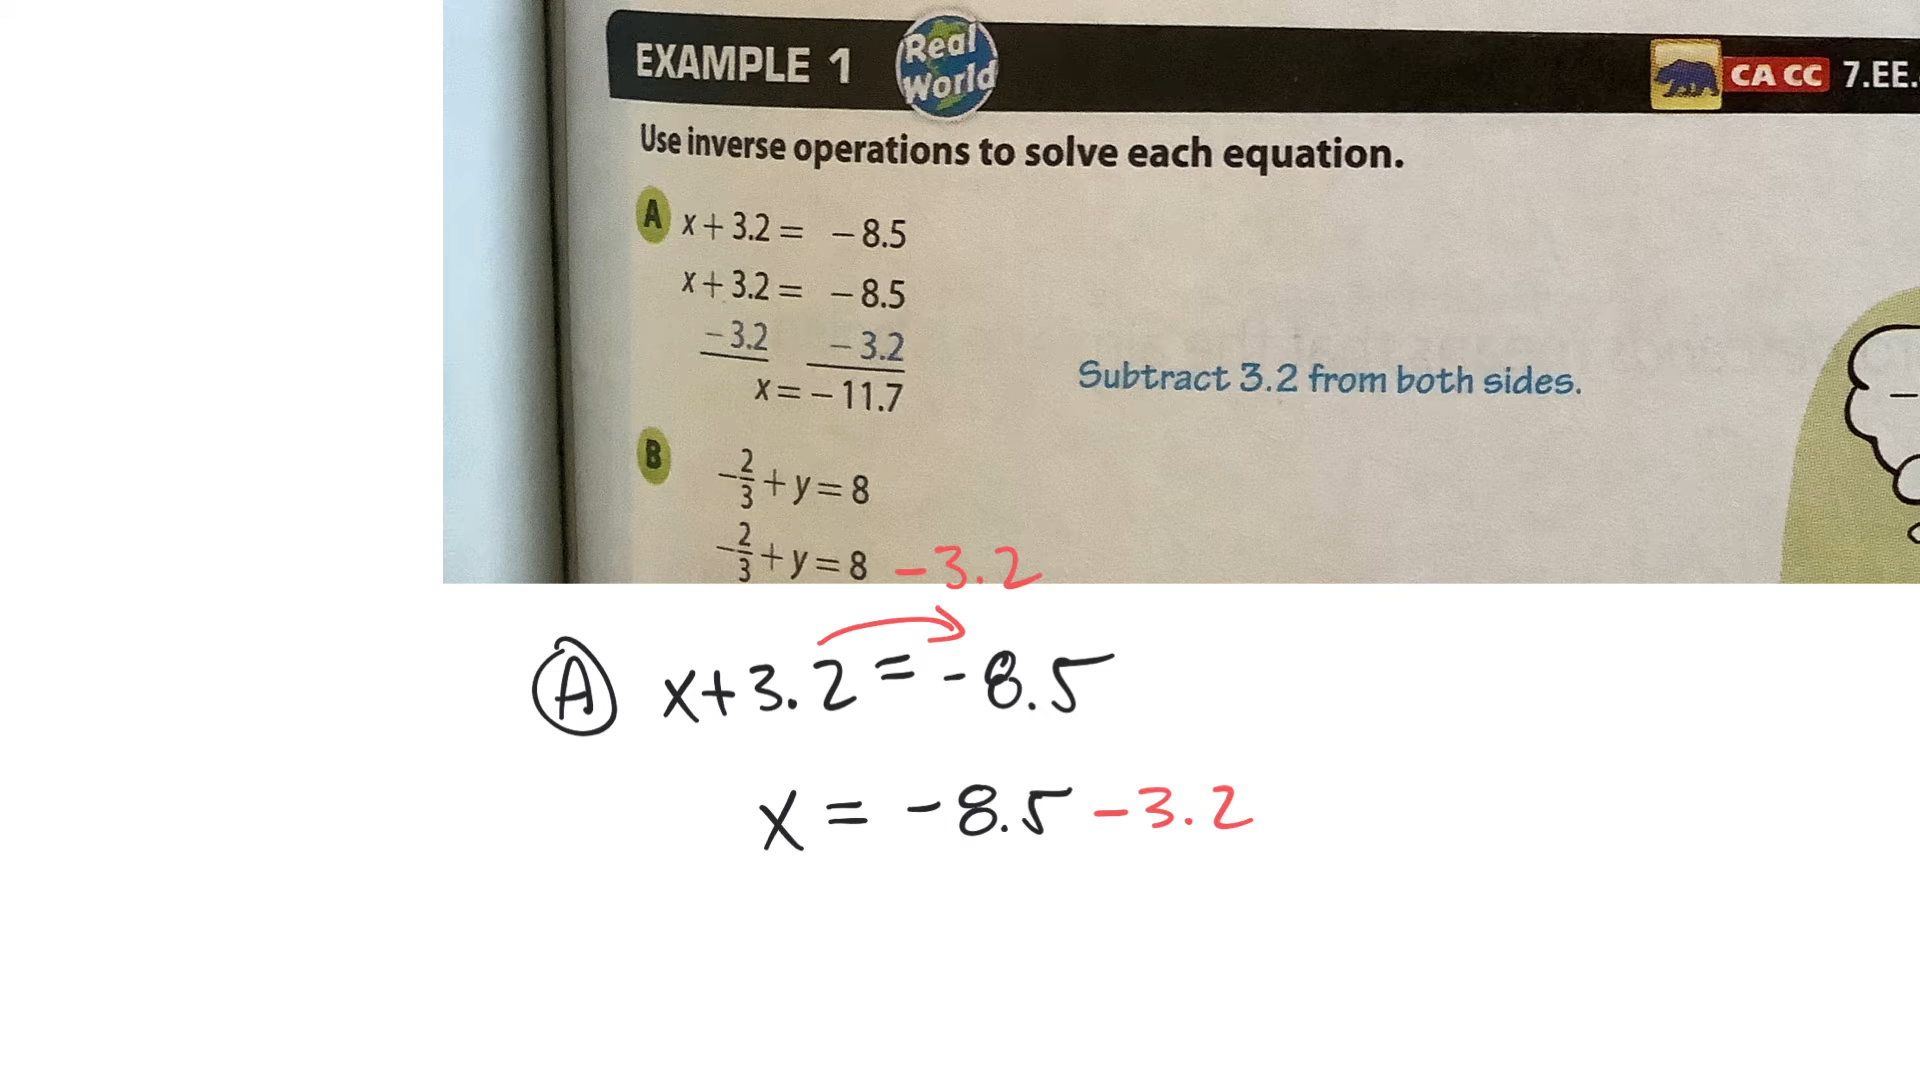 EXAMPLE 1 Real World CA CC 7.EE.
Use inverse operations to solve each equation.
A x + 3.2 = − 8.5
x + 3.2 = − 8.5
− 3.2 − 3.2
x = − 11.7
Subtract 3.2 from both sides.
B −2/3 + y = 8
−2/3 + y = 8
−3.2
A x+3.2 = -8.5
x = -8.5 -3.2